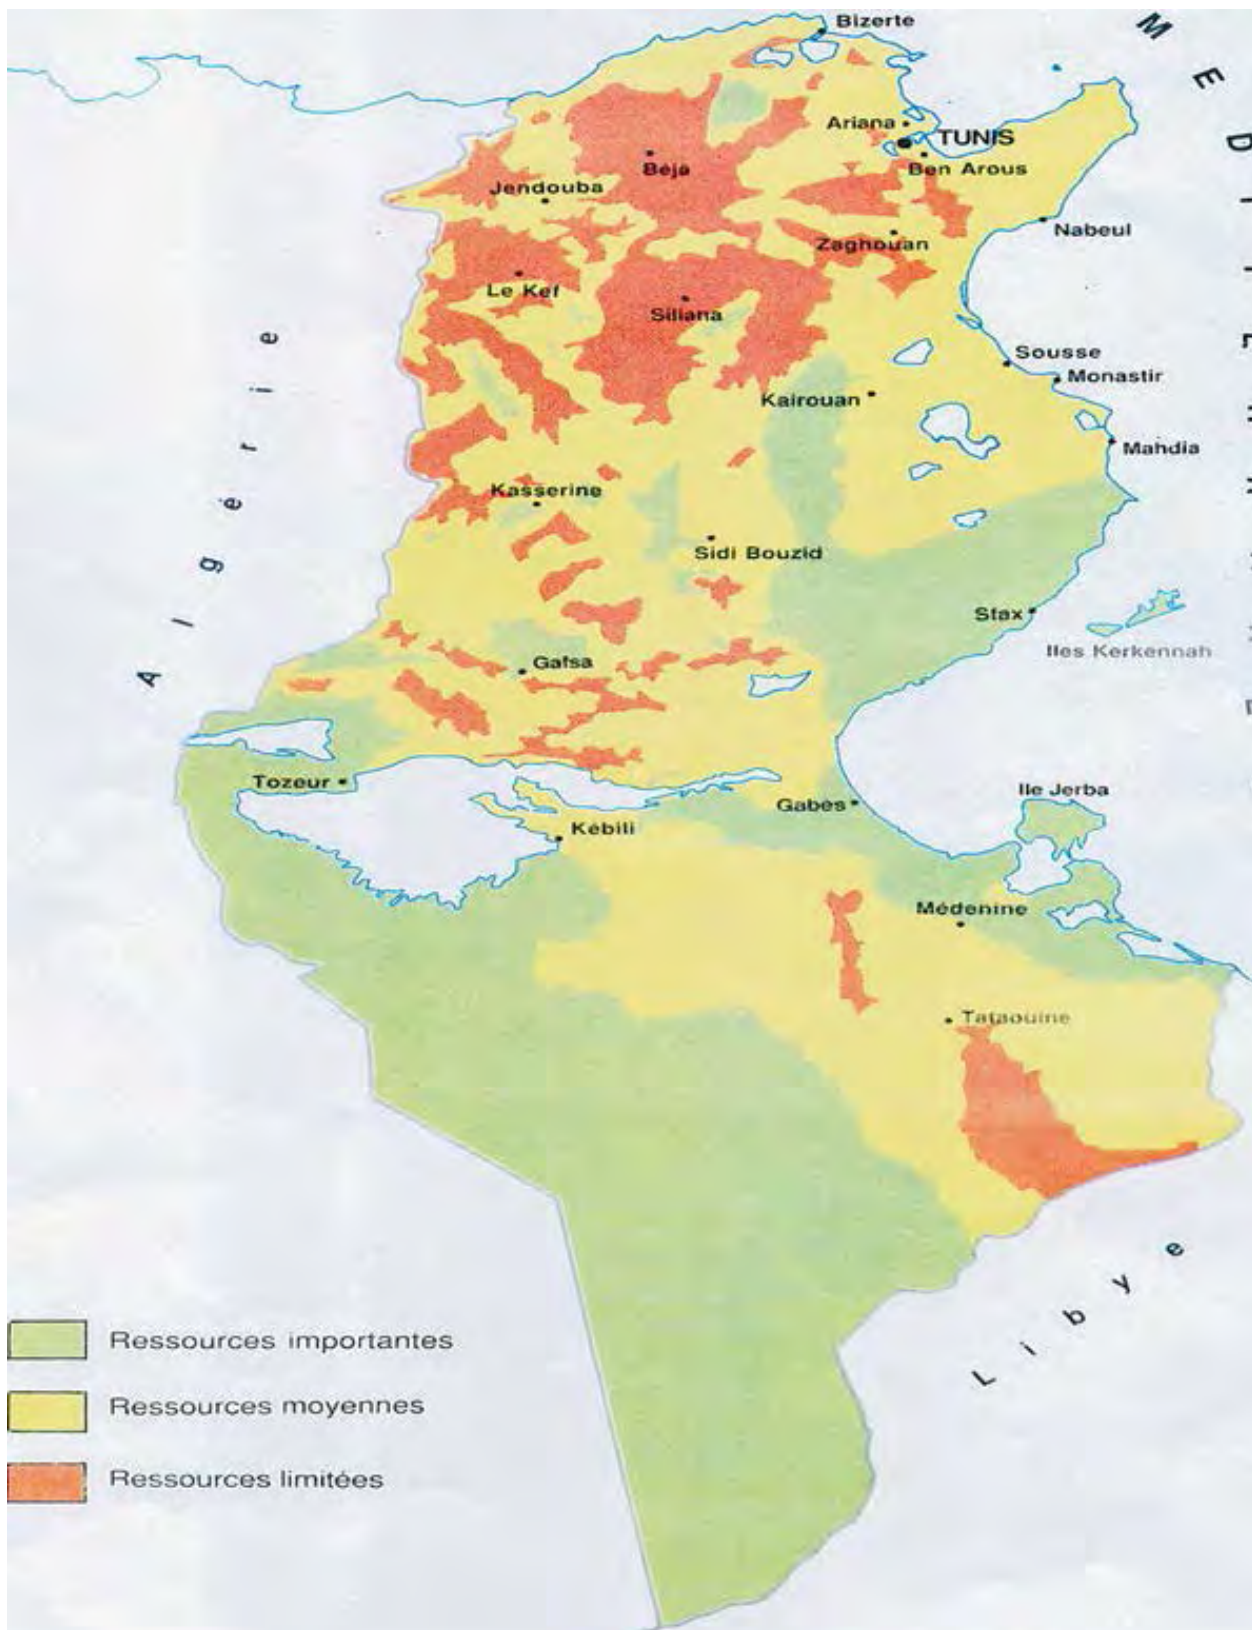 Bizerte
Ariana
TUNIS
Ben Arous
Béja
Jendouba
Nabeul
Zaghouan
Le Kef
Siliana
Sousse
Monastir
Kairouan
Mahdia
Kasserine
Sidi Bouzid
Sfax
Iles Kerkennah
Gafsa
Tozeur
Ile Jerba
Gabès
Kébili
Médenine
Tataouine
Algérie
Libye
Ressources importantes
Ressources moyennes
Ressources limitées